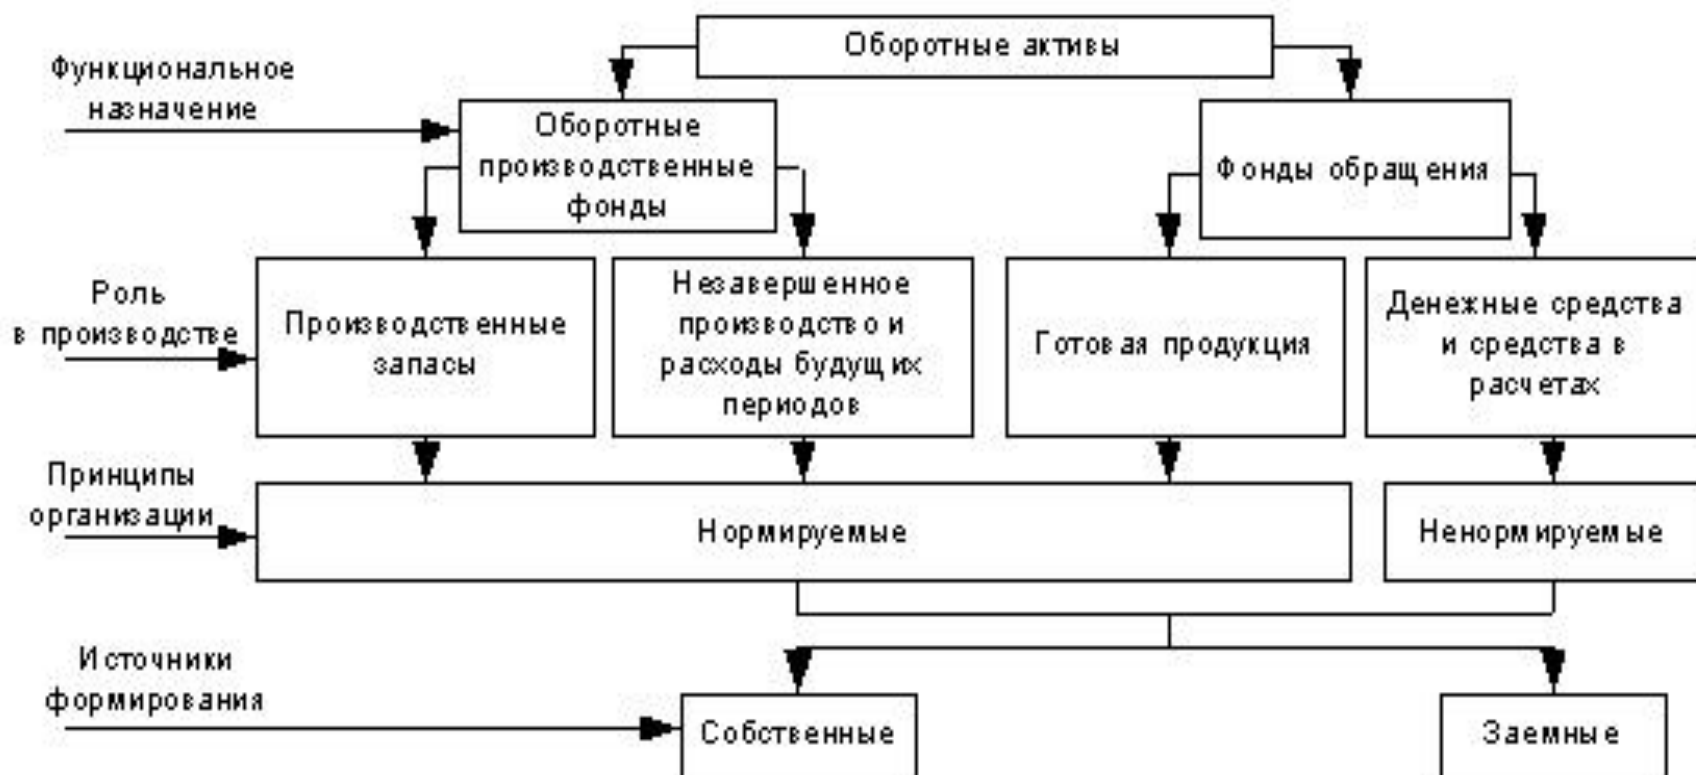 Оборотные активы
Функциональное
назначение
Оборотные
производственные
фонды
Фонды обращения
Роль
в производстве
Производственные
запасы
Незавершенное
производство и
расходы будущих
периодов
Готовая продукция
Денежные средства
и средства в
расчетах
Принципы
организации
Нормируемые
Ненормируемые
Источники
формирования
Собственные
Заемные